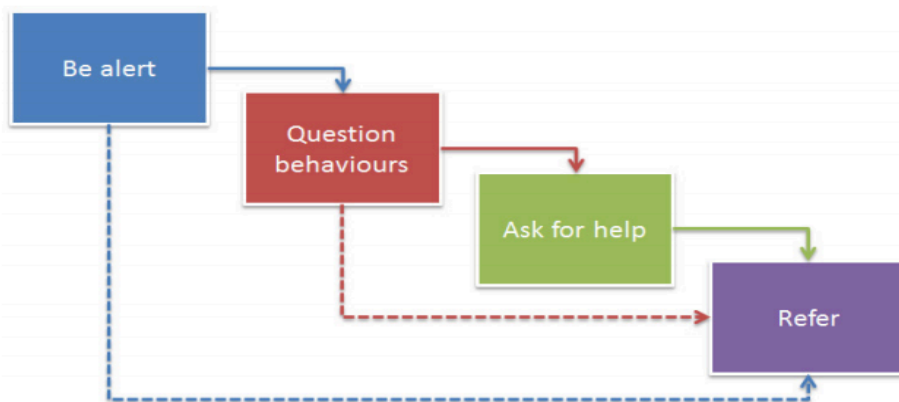 Be alert
Question
behaviours
Ask for help
Refer